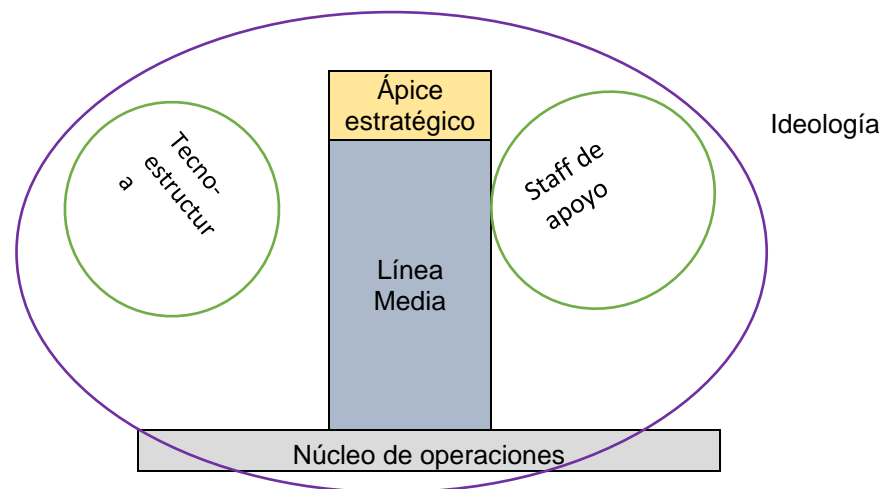 Ápice
estratégico
Ideología
Tecno-
estructur
a
Staff de
apoyo
Línea
Media
Núcleo de operaciones